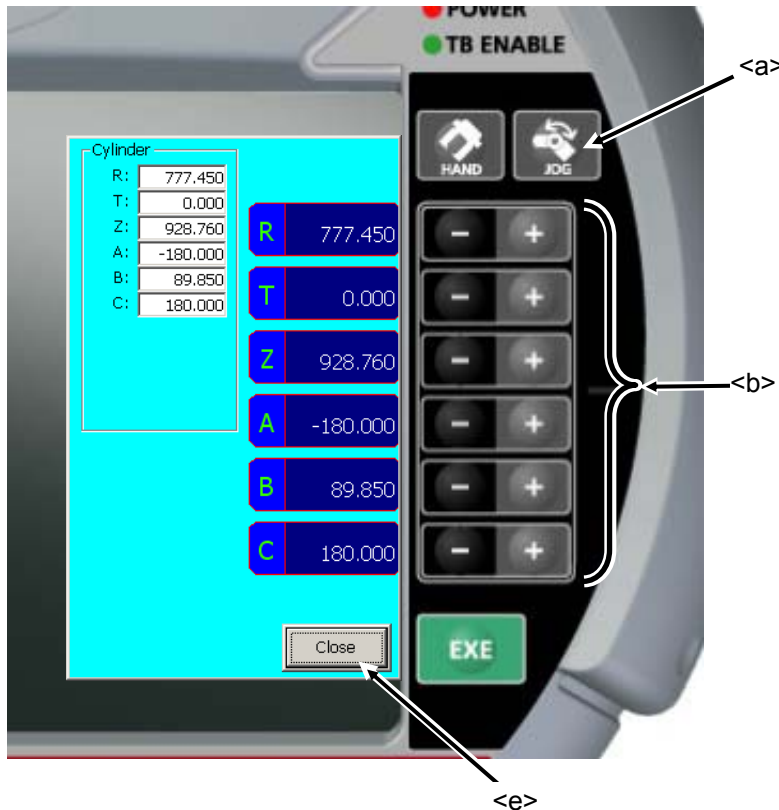 POWER
TB ENABLE
<a>
HAND
JOG
Cylinder
R: 777.450
T: 0.000
Z: 928.760
A: -180.000
B: 89.850
C: 180.000
R 777.450 - +
T 0.000 - +
Z 928.760 - +
A -180.000 - +
B 89.850 - +
C 180.000 - +
<b>
Close
EXE
<e>